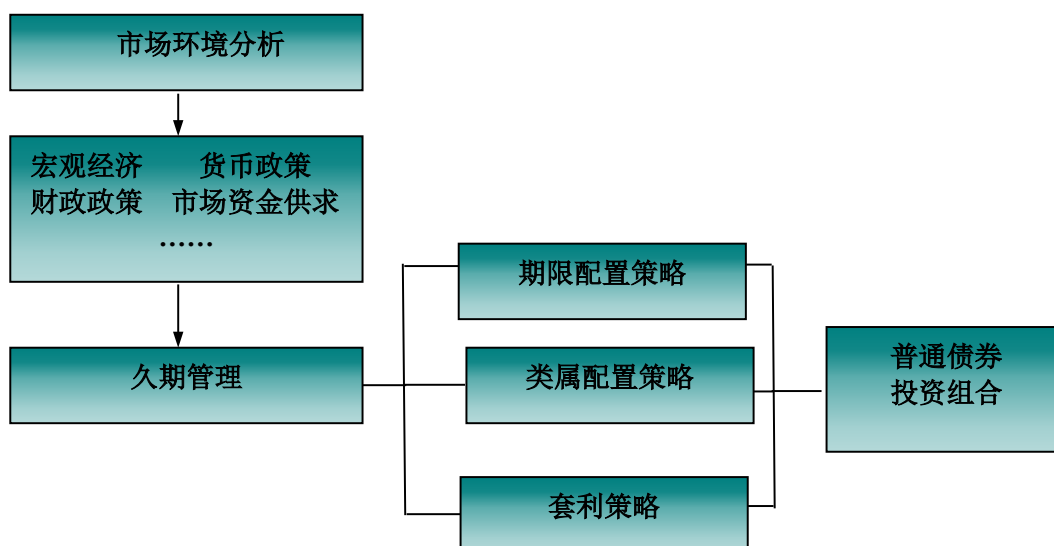 市场环境分析
宏观经济 货币政策
财政政策 市场资金供求
……
久期管理
期限配置策略
类属配置策略
套利策略
普通债券
投资组合